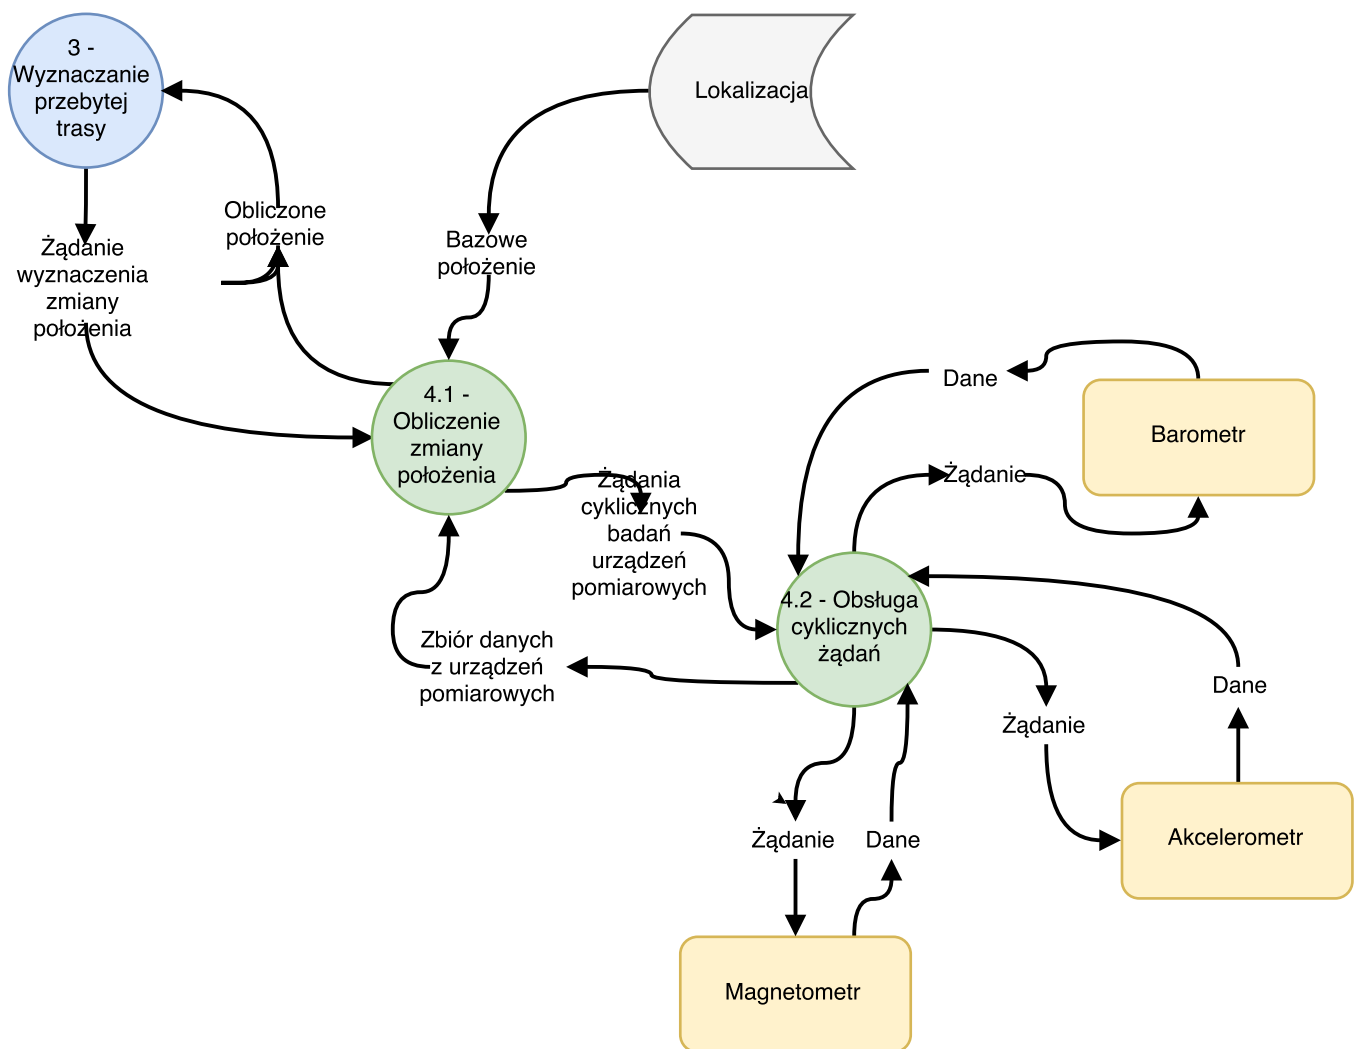 3 -
Wyznaczanie
przebytej
trasy
Lokalizacja
Obliczone
położenie
Bazowe
położenie
Żądanie
wyznaczenia
zmiany
położenia
4.1 -
Obliczenie
zmiany
położenia
Dane
Barometr
Żądanie
Żądania
cyklicznych
badań
urządzeń
pomiarowych
4.2 - Obsługa
cyklicznych
żądań
Zbiór danych
z urządzeń
pomiarowych
Dane
Żądanie
Akcelerometr
Żądanie
Dane
Magnetometr